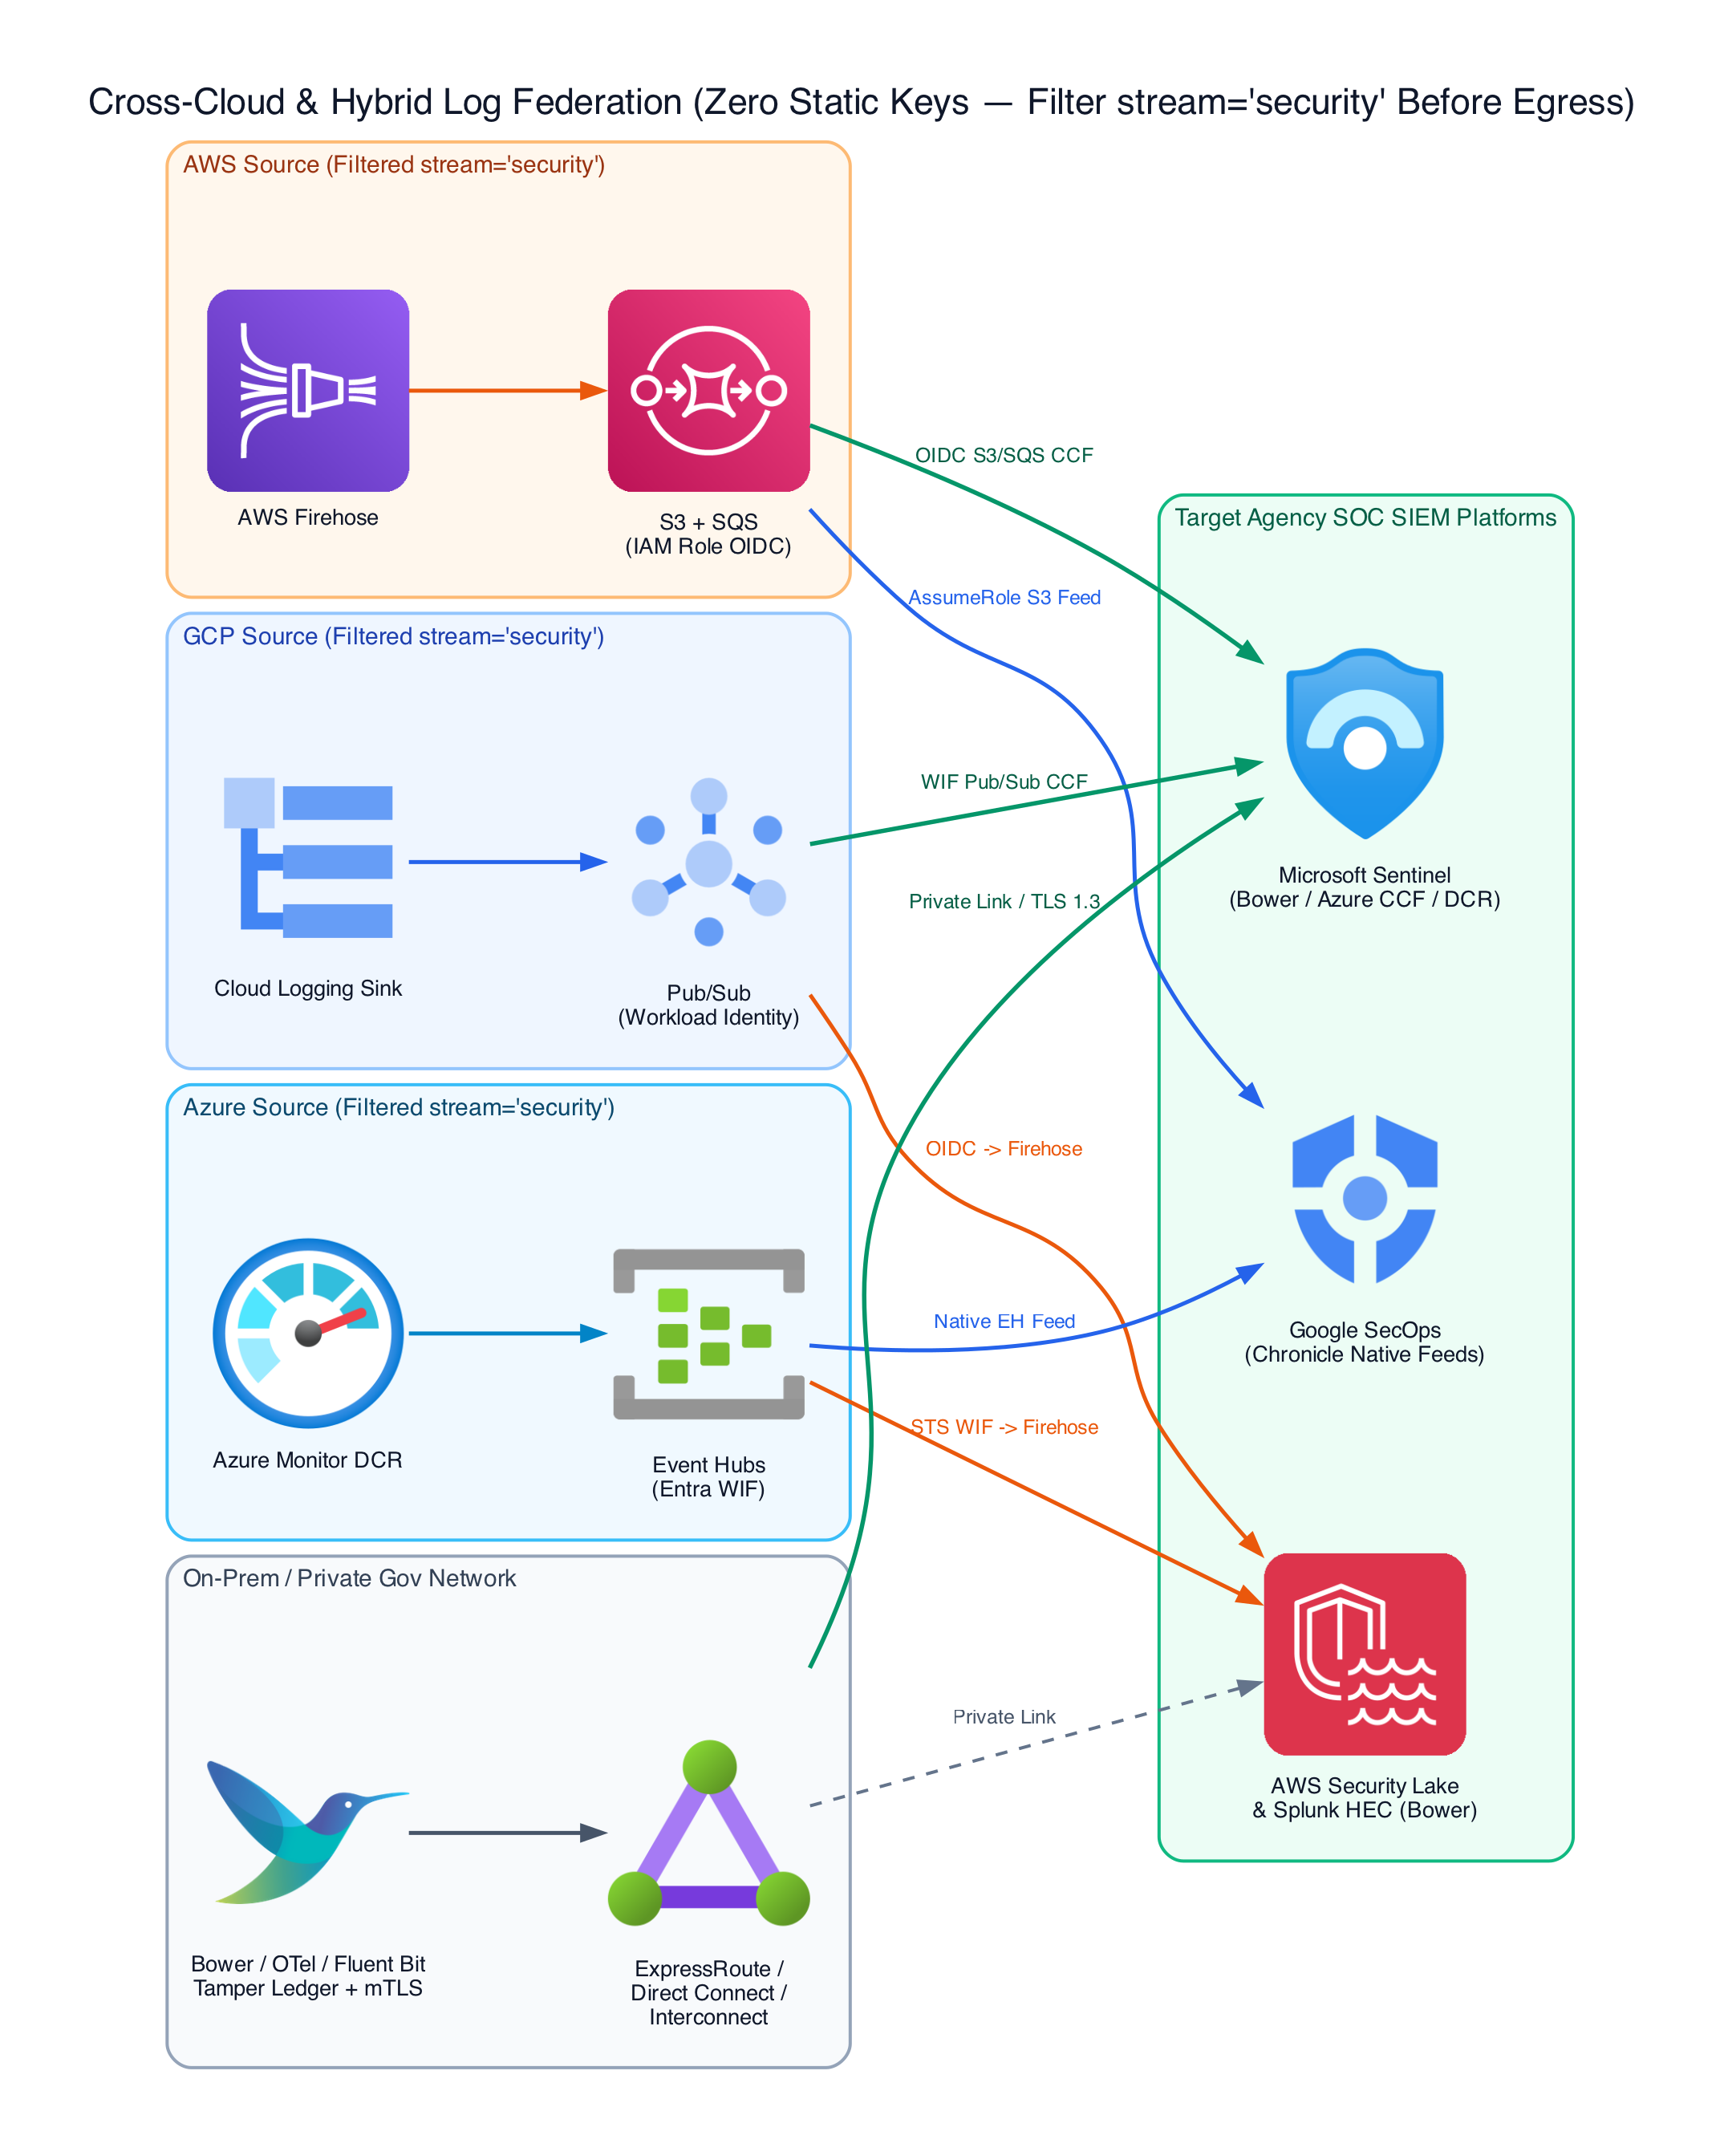 Cross-Cloud & Hybrid Log Federation (Zero Static Keys — Filter stream='security' Before Egress)
AWS Source (Filtered stream='security')
AWS Firehose
S3 + SQS
(IAM Role OIDC)
OIDC S3/SQS CCF
AssumeRole S3 Feed
GCP Source (Filtered stream='security')
Cloud Logging Sink
Pub/Sub
(Workload Identity)
WIF Pub/Sub CCF
Private Link / TLS 1.3
OIDC -> Firehose
Azure Source (Filtered stream='security')
Azure Monitor DCR
Event Hubs
(Entra WIF)
Native EH Feed
STS WIF -> Firehose
On-Prem / Private Gov Network
Bower / OTel / Fluent Bit
Tamper Ledger + mTLS
ExpressRoute /
Direct Connect /
Interconnect
Private Link
Target Agency SOC SIEM Platforms
Microsoft Sentinel
(Bower / Azure CCF / DCR)
Google SecOps
(Chronicle Native Feeds)
AWS Security Lake
& Splunk HEC (Bower)